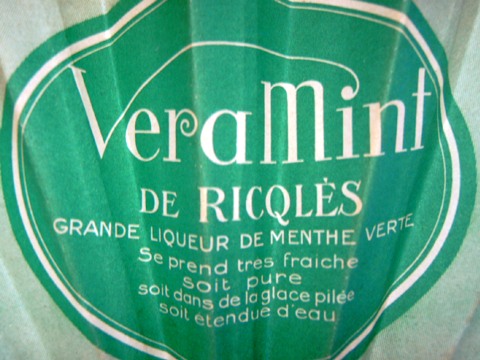 VeraMint
DE RICQLÈS
GRANDE LIQUEUR DE MENTHE VERTE
Se prend très fraiche
soit pure
soit dans de la glace pilée
soit étendue d'eau